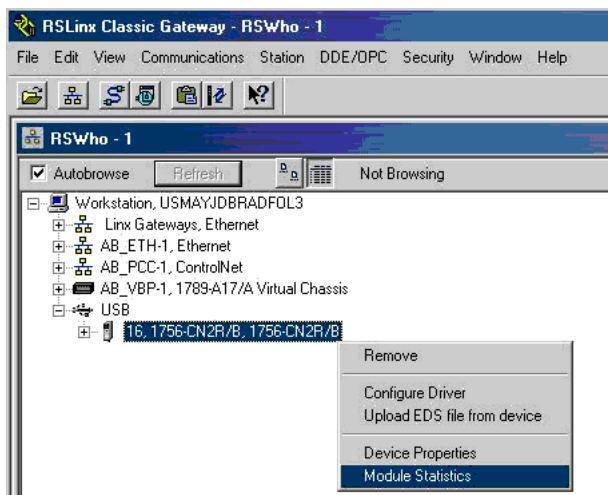 RSLinx Classic Gateway - RSWho - 1
File Edit View Communications Station DDE/OPC Security Window Help
RSWho - 1
Autobrowse Refresh Not Browsing
Workstation, USMAYJDBRADFOL3
Linx Gateways, Ethernet
AB_ETH-1, Ethernet
AB_PCC-1, ControlNet
AB_VBP-1, 1789-A17/A Virtual Chassis
USB
16, 1756-CN2R/B, 1756-CN2R/B
Remove
Configure Driver
Upload EDS file from device
Device Properties
Module Statistics